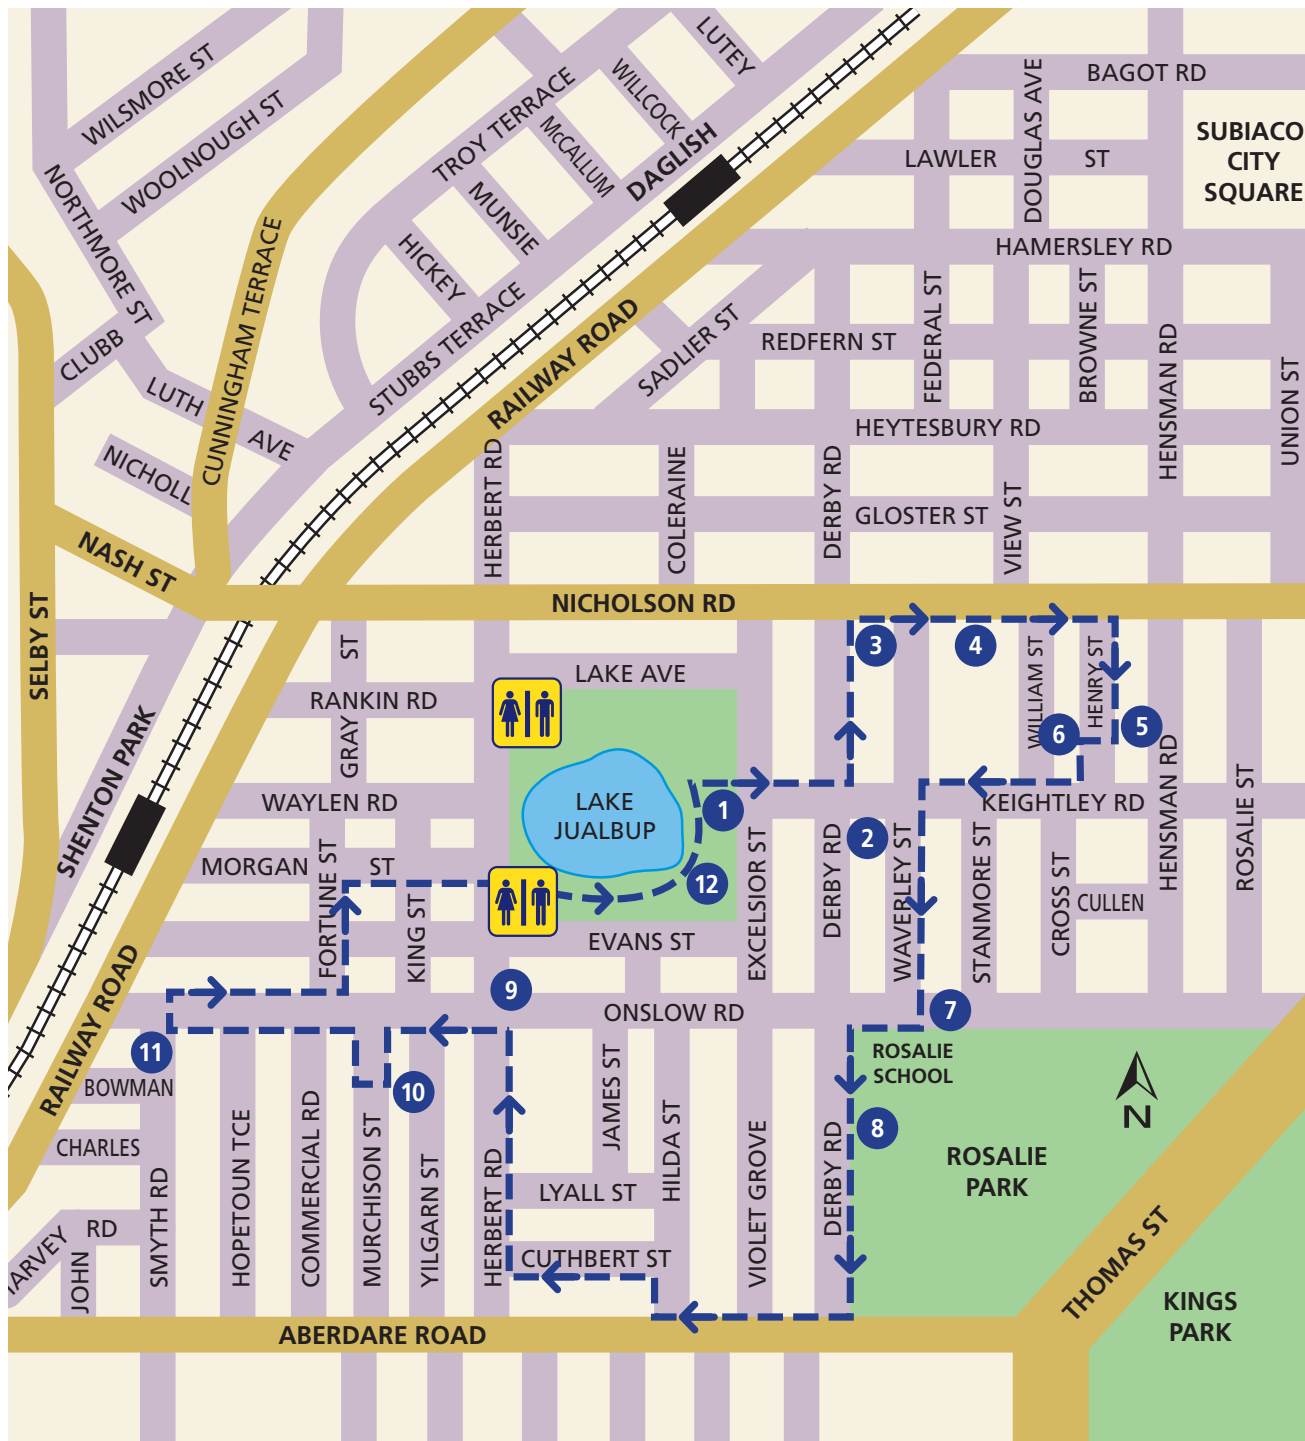 LUTEY
WILSMORE ST
WILLCOCK
BAGOT RD
TROY TERRACE
DOUGLAS AVE
WOOLNOUGH ST
McCALLUM
DAGLISH
SUBIACO
CITY
SQUARE
LAWLER ST
NORTHMORE ST
MUNSIE
HICKEY
HAMERSLEY RD
CUNNINGHAM TERRACE
STUBBS TERRACE
RAILWAY ROAD
SADLIER ST
REDFERN ST
FEDERAL ST
BROWNE ST
HENSMAN RD
UNION ST
CLUBB
LUTH AVE
HEYTESBURY RD
NICHOLL
HERBERT RD
COLERAINE
DERBY RD
GLOSTER ST
VIEW ST
NASH ST
NICHOLSON RD
SELBY ST
GRAY ST
RANKIN RD
LAKE AVE
3
4
WILLIAM ST
HENRY ST
5
6
HENSMAN RD
ROSALIE ST
SHENTON PARK
WAYLEN RD
LAKE
JUALBUP
1
KEIGHTLEY RD
2
MORGAN ST
FORTUNE ST
KING ST
12
EXCELSIOR ST
DERBY RD
WAVERLEY ST
STANMORE ST
CROSS ST
CULLEN
EVANS ST
9
ONSLOW RD
7
RAILWAY ROAD
11
BOWMAN
10
JAMES ST
ROSALIE
SCHOOL
N
8
CHARLES
SMYTH RD
HOPETOUN TCE
COMMERCIAL RD
MURCHISON ST
YILGARN ST
HERBERT RD
LYALL ST
HILDA ST
VIOLET GROVE
DERBY RD
ROSALIE
PARK
HARVEY RD
JOHN
CUTHBERT ST
THOMAS ST
KINGS
PARK
ABERDARE ROAD